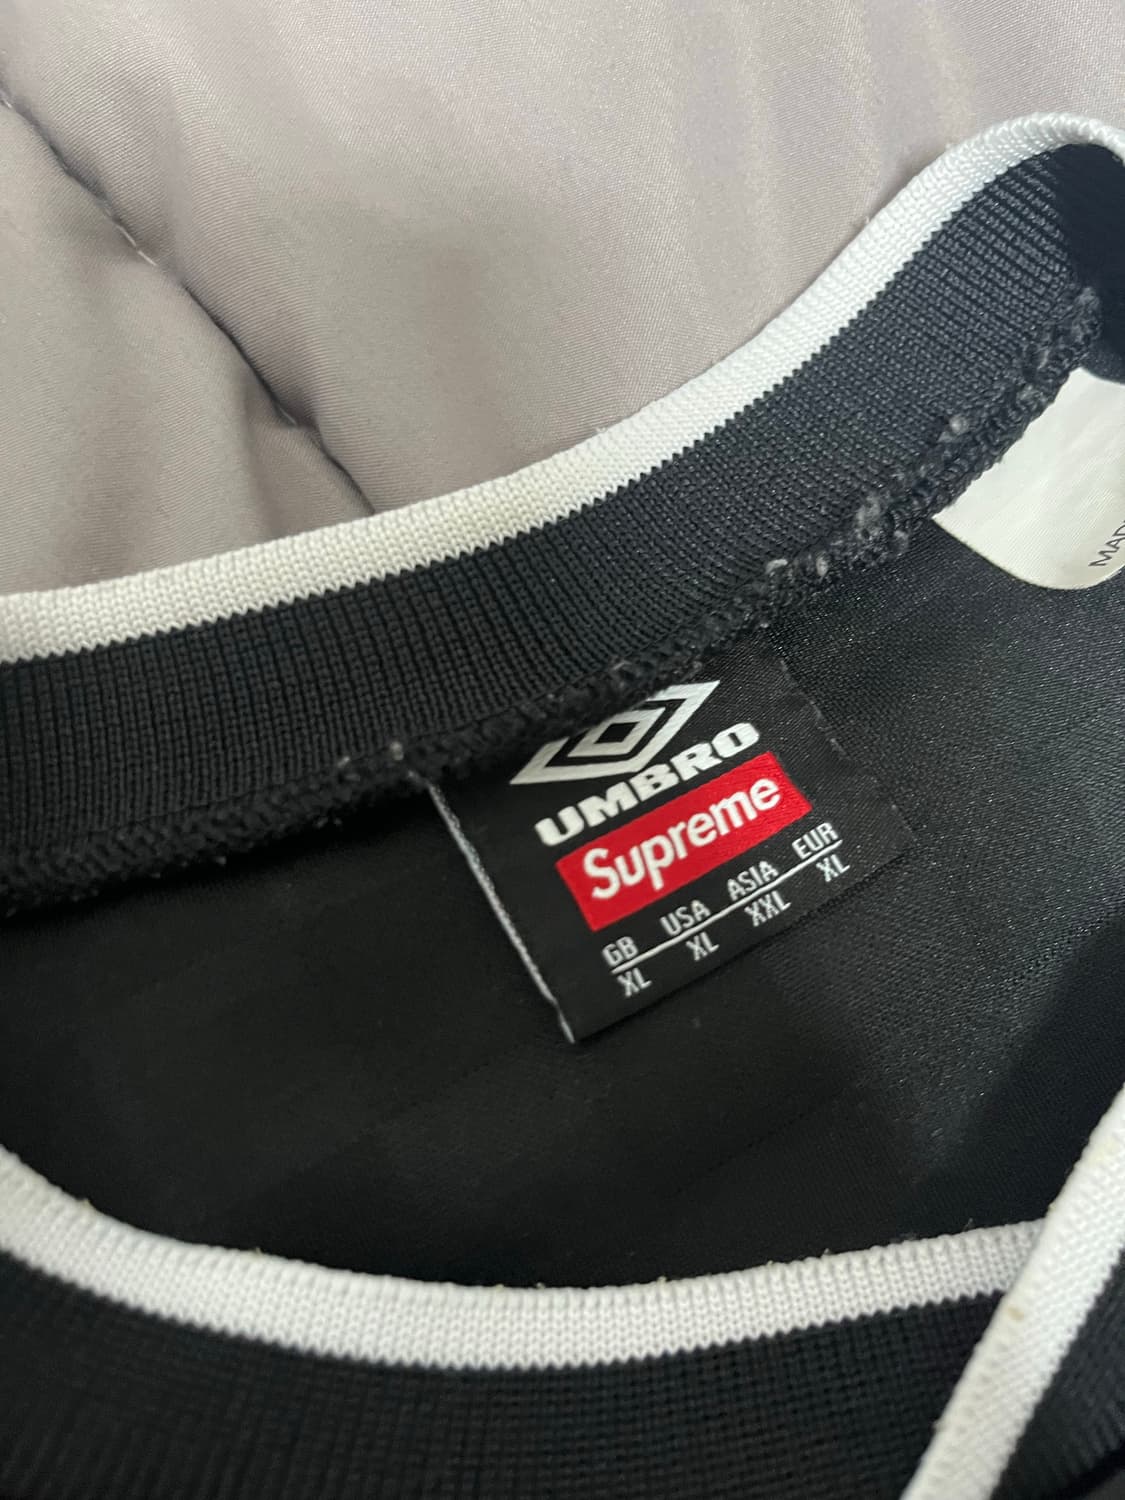 UMBRO
Supreme
GB USA ASIA EUR
XL XL XXL XL